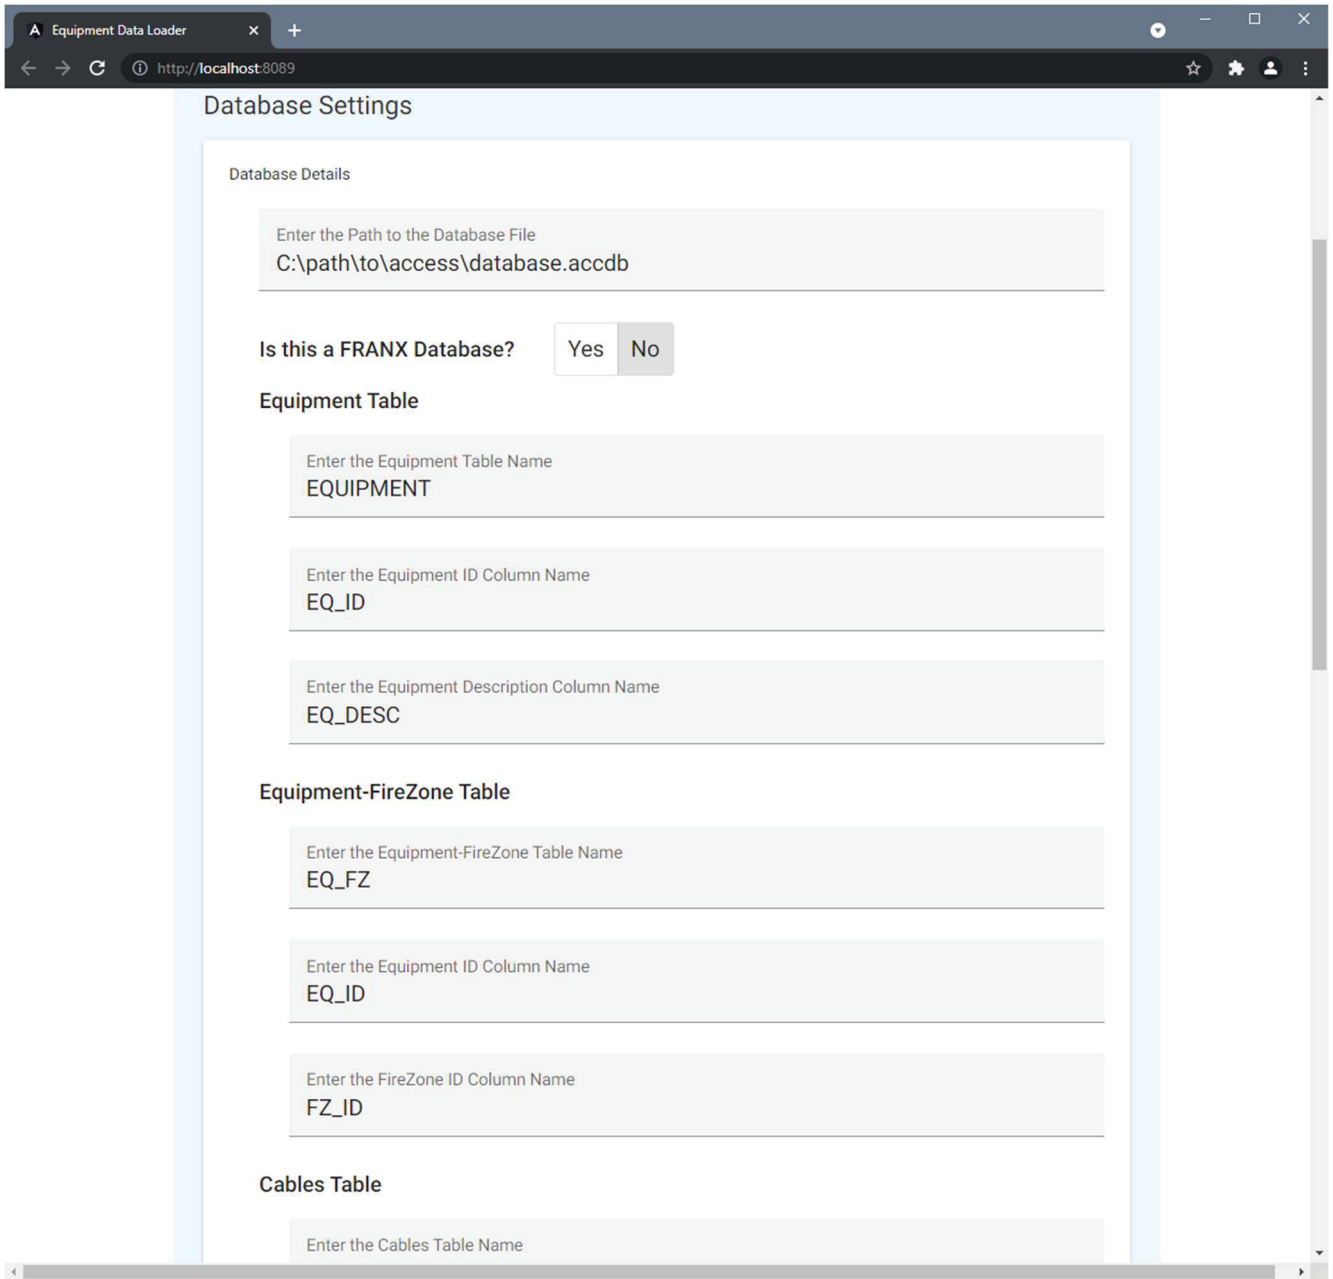 Equipment Data Loader
http://localhost:8089
Database Settings
Database Details
Enter the Path to the Database File
C:\path\to\access\database.accdb
Is this a FRANX Database?
Yes No
Equipment Table
Enter the Equipment Table Name
EQUIPMENT
Enter the Equipment ID Column Name
EQ_ID
Enter the Equipment Description Column Name
EQ_DESC
Equipment-FireZone Table
Enter the Equipment-FireZone Table Name
EQ_FZ
Enter the Equipment ID Column Name
EQ_ID
Enter the FireZone ID Column Name
FZ_ID
Cables Table
Enter the Cables Table Name